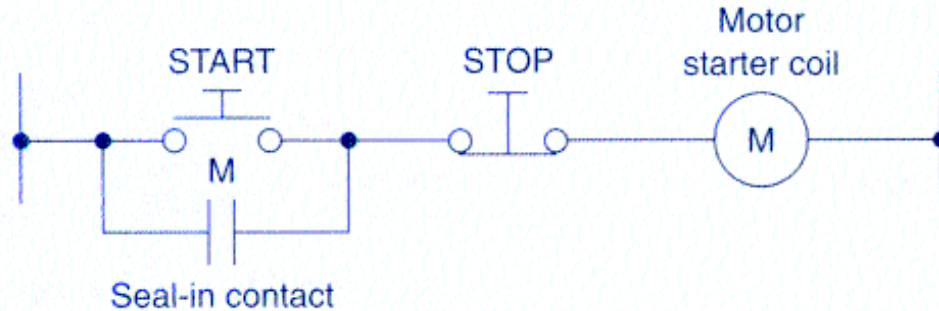 Motor
starter coil
START
STOP
M
M
Seal-in contact